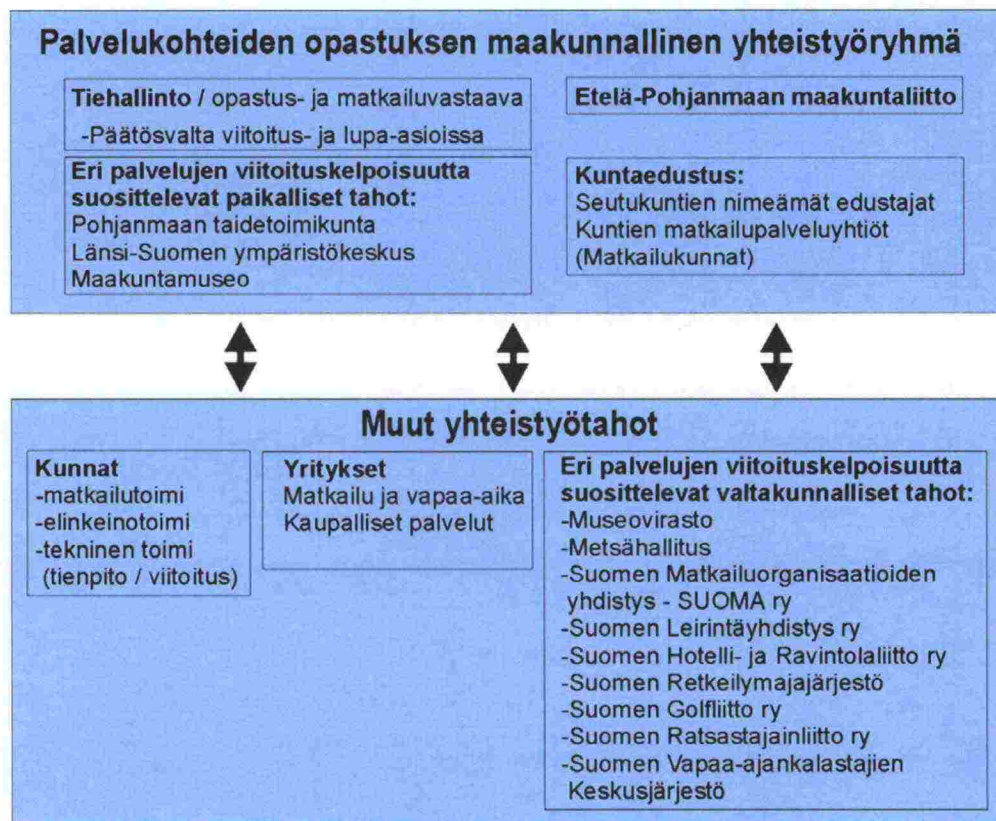 Palvelukohteiden opastuksen maakunnallinen yhteistyöryhmä
Tiehallinto / opastus- ja matkailuvastaava
-Päätösvalta viitoitus- ja lupa-asioissa
Etelä-Pohjanmaan maakuntaliitto
Eri palvelujen viitoituskelpoisuutta
suosittelevat paikalliset tahot:
Pohjanmaan taidetoimikunta
Länsi-Suomen ympäristökeskus
Maakuntamuseo
Kuntaedustus:
Seutukuntien nimeämät edustajat
Kuntien matkailupalveluyhtiöt
(Matkailukunnat)
Muut yhteistyötahot
Kunnat
-matkailutoimi
-elinkeinotoimi
-tekninen toimi
(tienpito / viitoitus)
Yritykset
Matkailu ja vapaa-aika
Kaupalliset palvelut
Eri palvelujen viitoituskelpoisuutta
suosittelevat valtakunnalliset tahot:
-Museovirasto
-Metsähallitus
-Suomen Matkailuorganisaatioiden
yhdistys - SUOMA ry
-Suomen Leirintäyhdistys ry
-Suomen Hotelli- ja Ravintolaliitto ry
-Suomen Retkeilymajajärjestö
-Suomen Golfliitto ry
-Suomen Ratsastajainliitto ry
-Suomen Vapaa-ajankalastajien
Keskusjärjestö